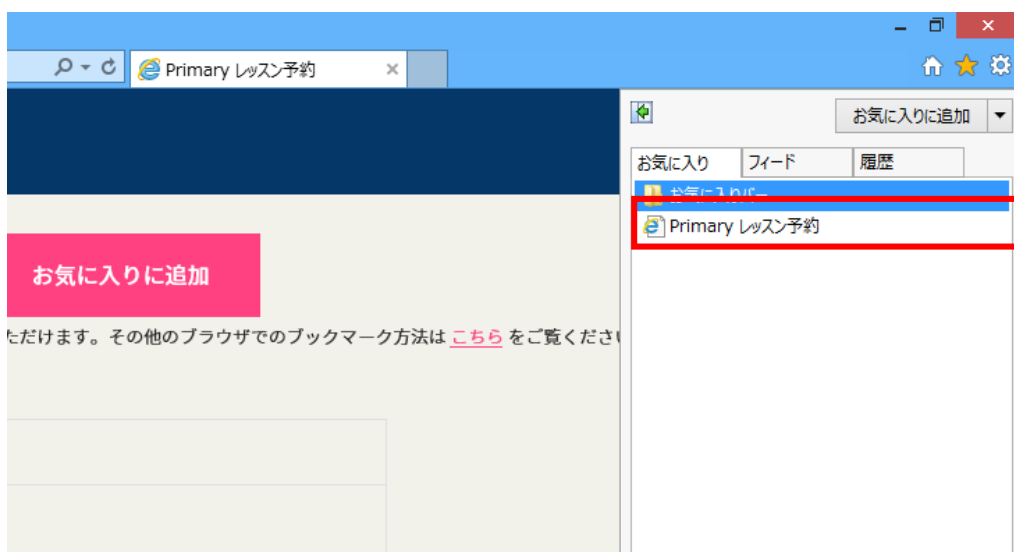 Primary レッスン予約
お気に入りに追加
お気に入り フィード 履歴
お気に入りバー
Primary レッスン予約
お気に入りに追加
ただけます。その他のブラウザでのブックマーク方法は こちら をご覧ください